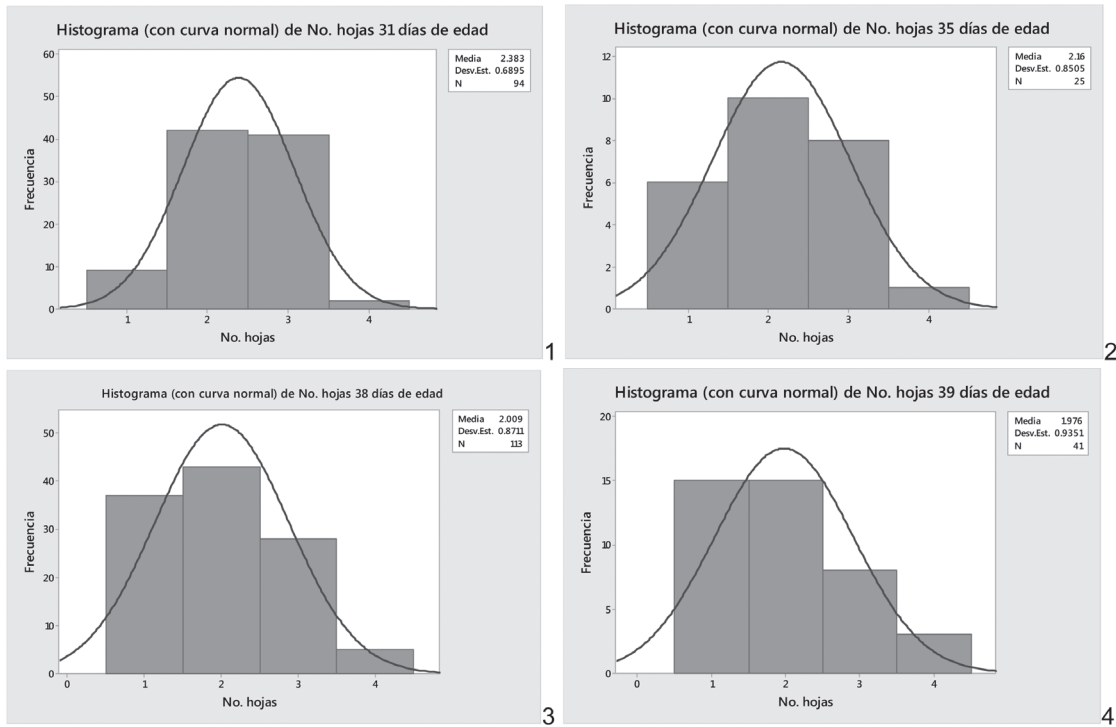 Histograma (con curva normal) de No. hojas 31 días de edad
Media 2.383
Desv.Est. 0.6895
N 94
60
50
40
30
20
10
0
Frecuencia
1 2 3 4
No. hojas
1
Histograma (con curva normal) de No. hojas 35 días de edad
Media 2.16
Desv.Est. 0.8505
N 25
12
10
8
6
4
2
0
Frecuencia
1 2 3 4
No. hojas
2
Histograma (con curva normal) de No. hojas 38 días de edad
Media 2.009
Desv.Est. 0.8711
N 113
50
40
30
20
10
0
Frecuencia
0 1 2 3 4
No. hojas
3
Histograma (con curva normal) de No. hojas 39 días de edad
Media 1.976
Desv.Est. 0.9351
N 41
20
15
10
5
0
Frecuencia
0 1 2 3 4
No. hojas
4